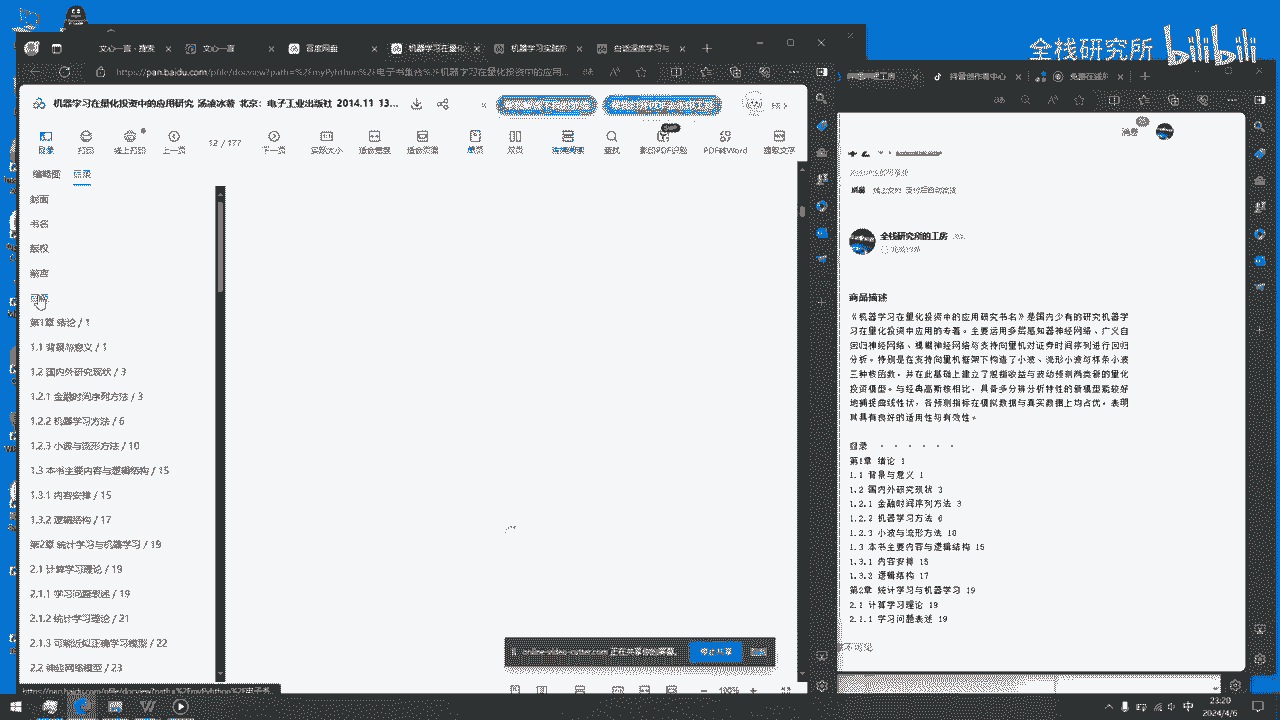 全栈研究所 bilibili
文心一言 - 搜索
文心一言
百度网盘
机器学习在量化
机器学习实践指
白话深度学习与
抖音创作者中心
机器学习在量化投资中的应用研究 汤凌冰著 北京：电子工业出版社 2014.11 13...
目录
打印
线上打印
上一页
12 / 177
下一页
实际大小
适合宽度
适合页面
单页
双页
连续阅读
查找
影印PDF识别
PDF转Word
提取文字
缩略图
目录
封面
书名
版权
前言
目录
第1章 绪论 / 1
1.1 背景与意义 / 1
1.2 国内外研究现状 / 3
1.2.1 金融时间序列方法 / 3
1.2.2 机器学习方法 / 6
1.2.3 小波与流形方法 / 10
1.3 本书主要内容与逻辑结构 / 15
1.3.1 内容安排 / 15
1.3.2 逻辑结构 / 17
第2章 统计学习与机器学习 / 19
2.1 计算学习理论 / 19
2.1.1 学习问题表述 / 19
2.1.2 统计学习理论 / 21
2.1.3 可能近似正确学习模型 / 22
2.2 神经网络模型 / 23
消息
全栈研究所的工房
商品描述
《机器学习在量化投资中的应用研究书名》是国内少有的研究机器学
习在量化投资中应用的专著。主要运用多层感知器神经网络、广义自
回归神经网络、模糊神经网络与支持向量机对证券时间序列进行回归
分析。特别是在支持向量机框架下构造了小波、流形小波与样条小波
三种核函数，并在此基础上建立了股指收益与波动预测两类新的量化
投资模型。与经典高斯核相比，具备多分辨分析特性的新模型能较好
地捕捉曲线性状，各预测指标在模拟数据与真实数据上均占优，表明
其具有良好的适用性与有效性。
目录 · · · · · ·
第1章 绪论 1
1.1 背景与意义 1
1.2 国内外研究现状 3
1.2.1 金融时间序列方法 3
1.2.2 机器学习方法 6
1.2.3 小波与流形方法 10
1.3 本书主要内容与逻辑结构 15
1.3.1 内容安排 15
1.3.2 逻辑结构 17
第2章 统计学习与机器学习 19
2.1 计算学习理论 19
2.1.1 学习问题表述 19
online-video-cutter.com 正在共享你的屏幕。
停止共享
隐藏
100%
23:20
2024/4/6